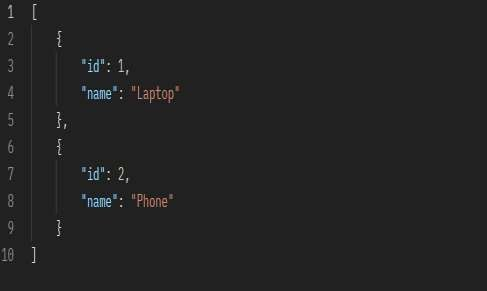 1 [
2     {
3         "id": 1,
4         "name": "Laptop"
5     },
6     {
7         "id": 2,
8         "name": "Phone"
9     }
10 ]